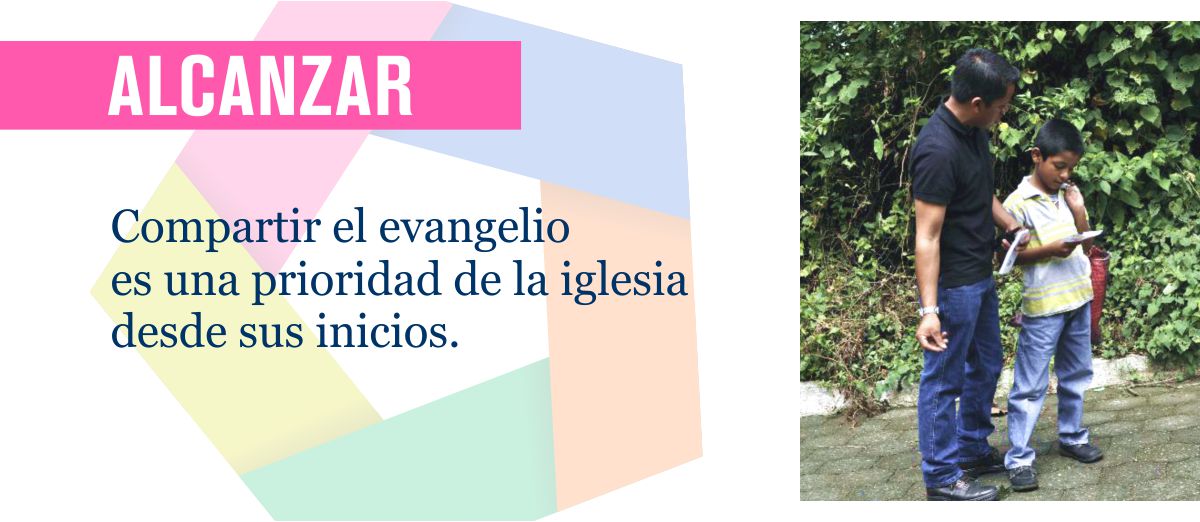 ALCANZAR
Compartir el evangelio
es una prioridad de la iglesia
desde sus inicios.